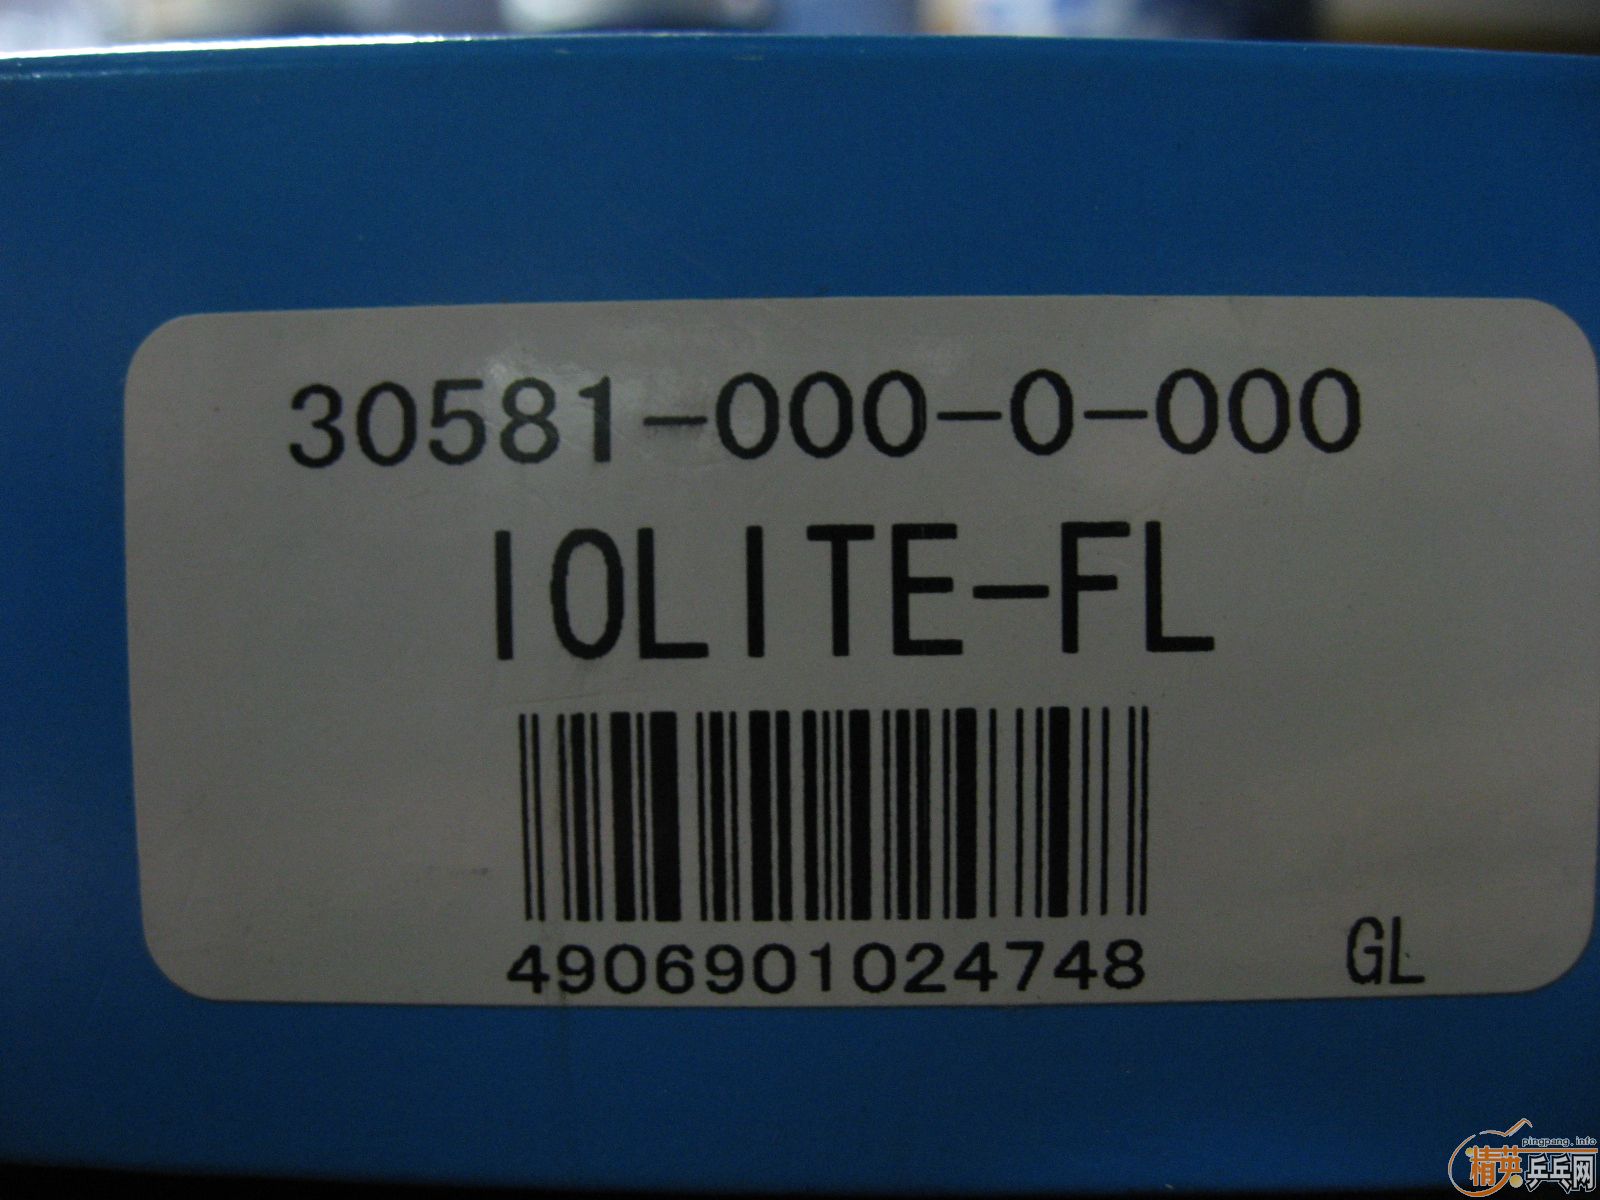 30581-000-0-000
IOLITE-FL
4906901024748
GL
pingpang.info
精英乒乓网